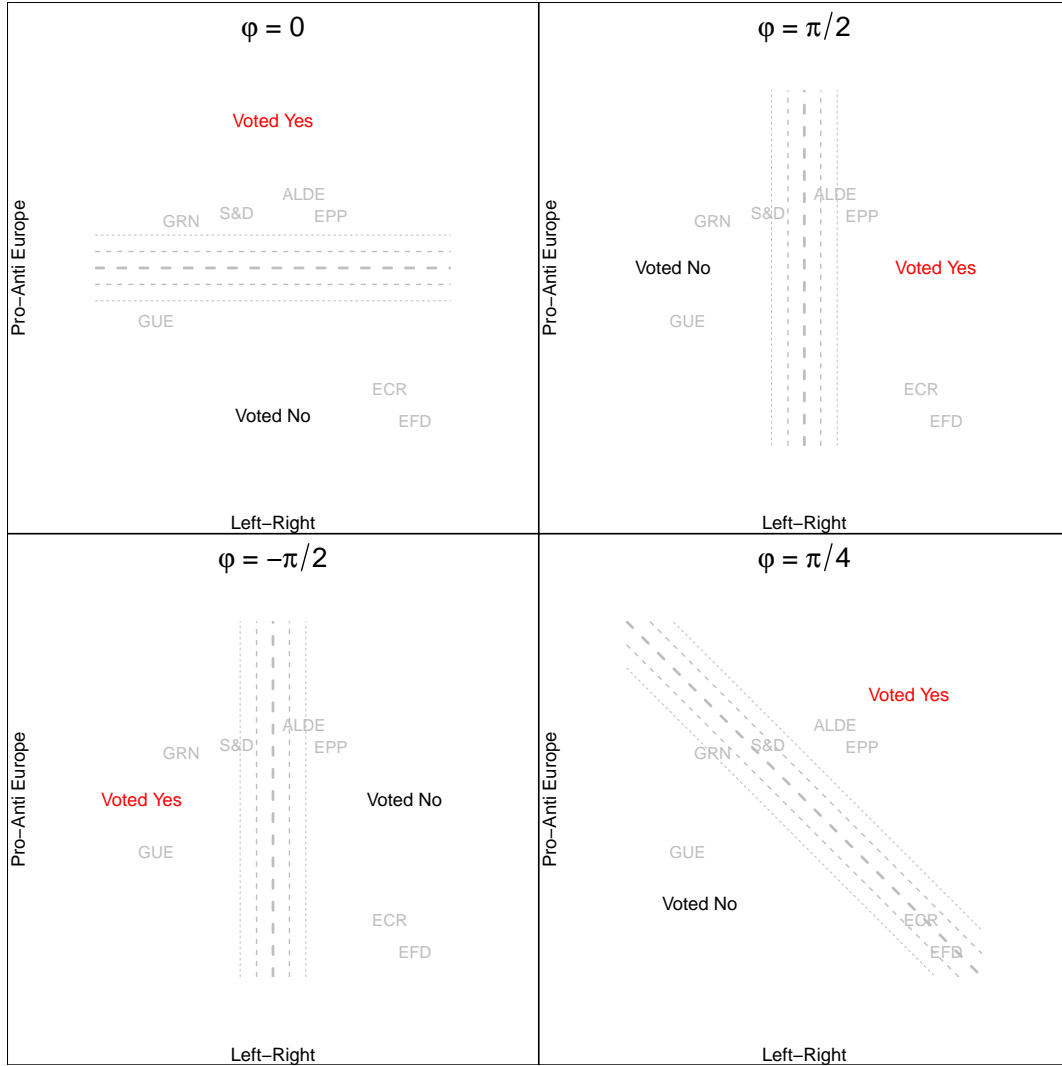 φ = 0
Voted Yes
ALDE
S&D
EPP
GRN
GUE
ECR
EFD
Voted No
Pro−Anti Europe
Left−Right
φ = π/2
ALDE
S&D
EPP
GRN
Voted No
Voted Yes
GUE
ECR
EFD
Pro−Anti Europe
Left−Right
φ = −π/2
ALDE
S&D
EPP
GRN
Voted Yes
Voted No
GUE
ECR
EFD
Pro−Anti Europe
Left−Right
φ = π/4
Voted Yes
ALDE
S&D
EPP
GRN
GUE
Voted No
ECR
EFD
Pro−Anti Europe
Left−Right